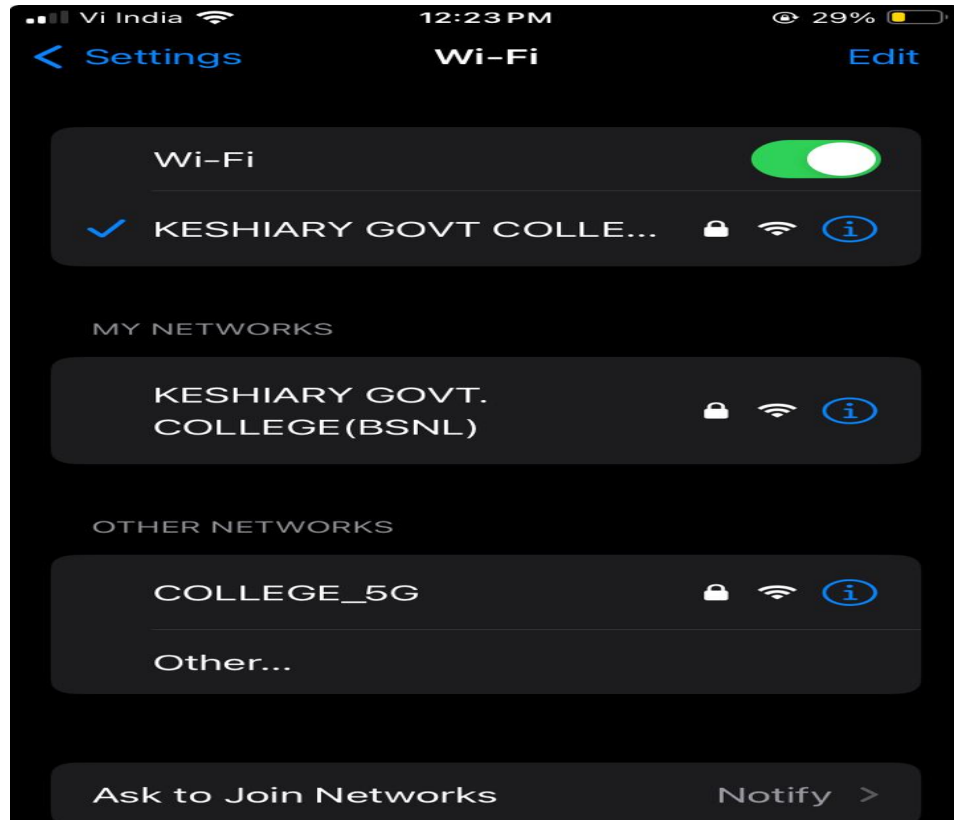 Vi India 12:23 PM 29%
Settings Wi-Fi Edit
Wi-Fi
KESHIARY GOVT COLLE...
MY NETWORKS
KESHIARY GOVT.
COLLEGE(BSNL)
OTHER NETWORKS
COLLEGE_5G
Other...
Ask to Join Networks Notify